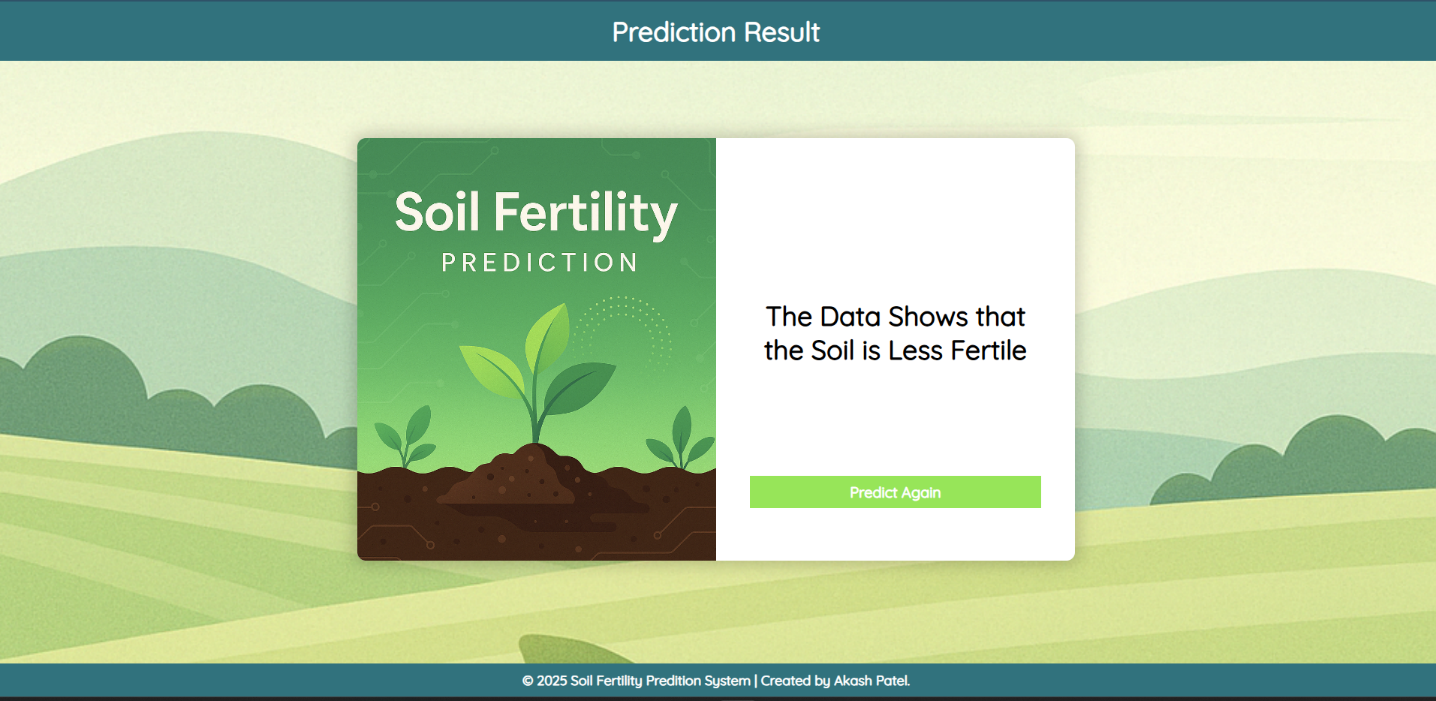 Prediction Result
Soil Fertility
PREDICTION
The Data Shows that
the Soil is Less Fertile
Predict Again
© 2025 Soil Fertility Predition System | Created by Akash Patel.